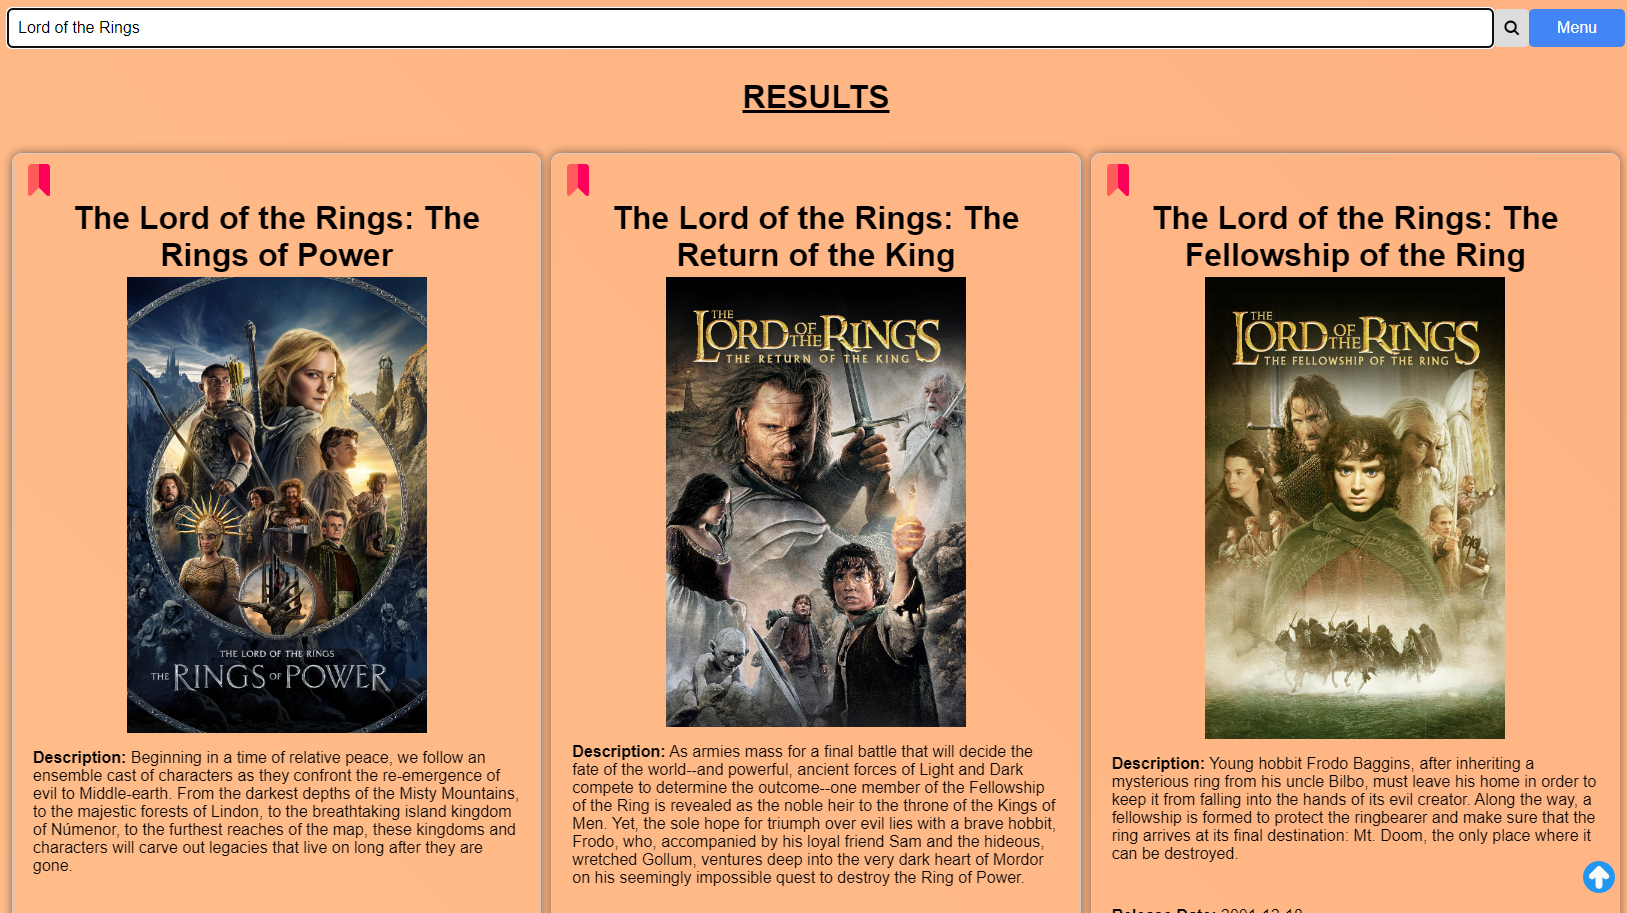 Lord of the Rings
Menu
RESULTS
The Lord of the Rings: The
Rings of Power
THE LORD OF THE RINGS
THE RINGS OF POWER
Description: Beginning in a time of relative peace, we follow an
ensemble cast of characters as they confront the re-emergence of
evil to Middle-earth. From the darkest depths of the Misty Mountains,
to the majestic forests of Lindon, to the breathtaking island kingdom
of Númenor, to the furthest reaches of the map, these kingdoms and
characters will carve out legacies that live on long after they are
gone.
The Lord of the Rings: The
Return of the King
THE
LORD OF THE RINGS
THE RETURN OF THE KING
Description: As armies mass for a final battle that will decide the
fate of the world--and powerful, ancient forces of Light and Dark
compete to determine the outcome--one member of the Fellowship
of the Ring is revealed as the noble heir to the throne of the Kings of
Men. Yet, the sole hope for triumph over evil lies with a brave hobbit,
Frodo, who, accompanied by his loyal friend Sam and the hideous,
wretched Gollum, ventures deep into the very dark heart of Mordor
on his seemingly impossible quest to destroy the Ring of Power.
The Lord of the Rings: The
Fellowship of the Ring
THE
LORD OF THE RINGS
THE FELLOWSHIP OF THE RING
Description: Young hobbit Frodo Baggins, after inheriting a
mysterious ring from his uncle Bilbo, must leave his home in order to
keep it from falling into the hands of its evil creator. Along the way, a
fellowship is formed to protect the ringbearer and make sure that the
ring arrives at its final destination: Mt. Doom, the only place where it
can be destroyed.
Release Date: 2001-12-18